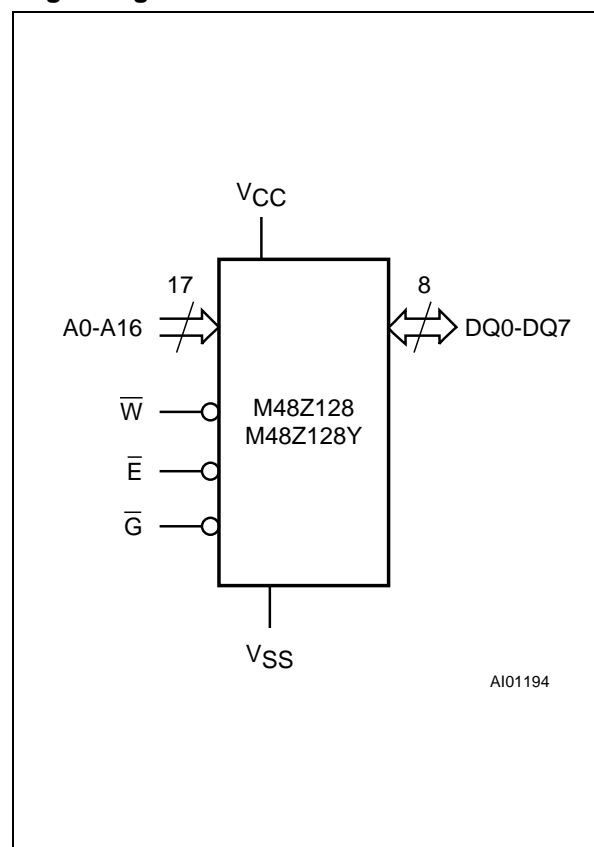 VCC
17
8
A0-A16
DQ0-DQ7
W̅
M48Z128
M48Z128Y
E̅
G̅
VSS
AI01194